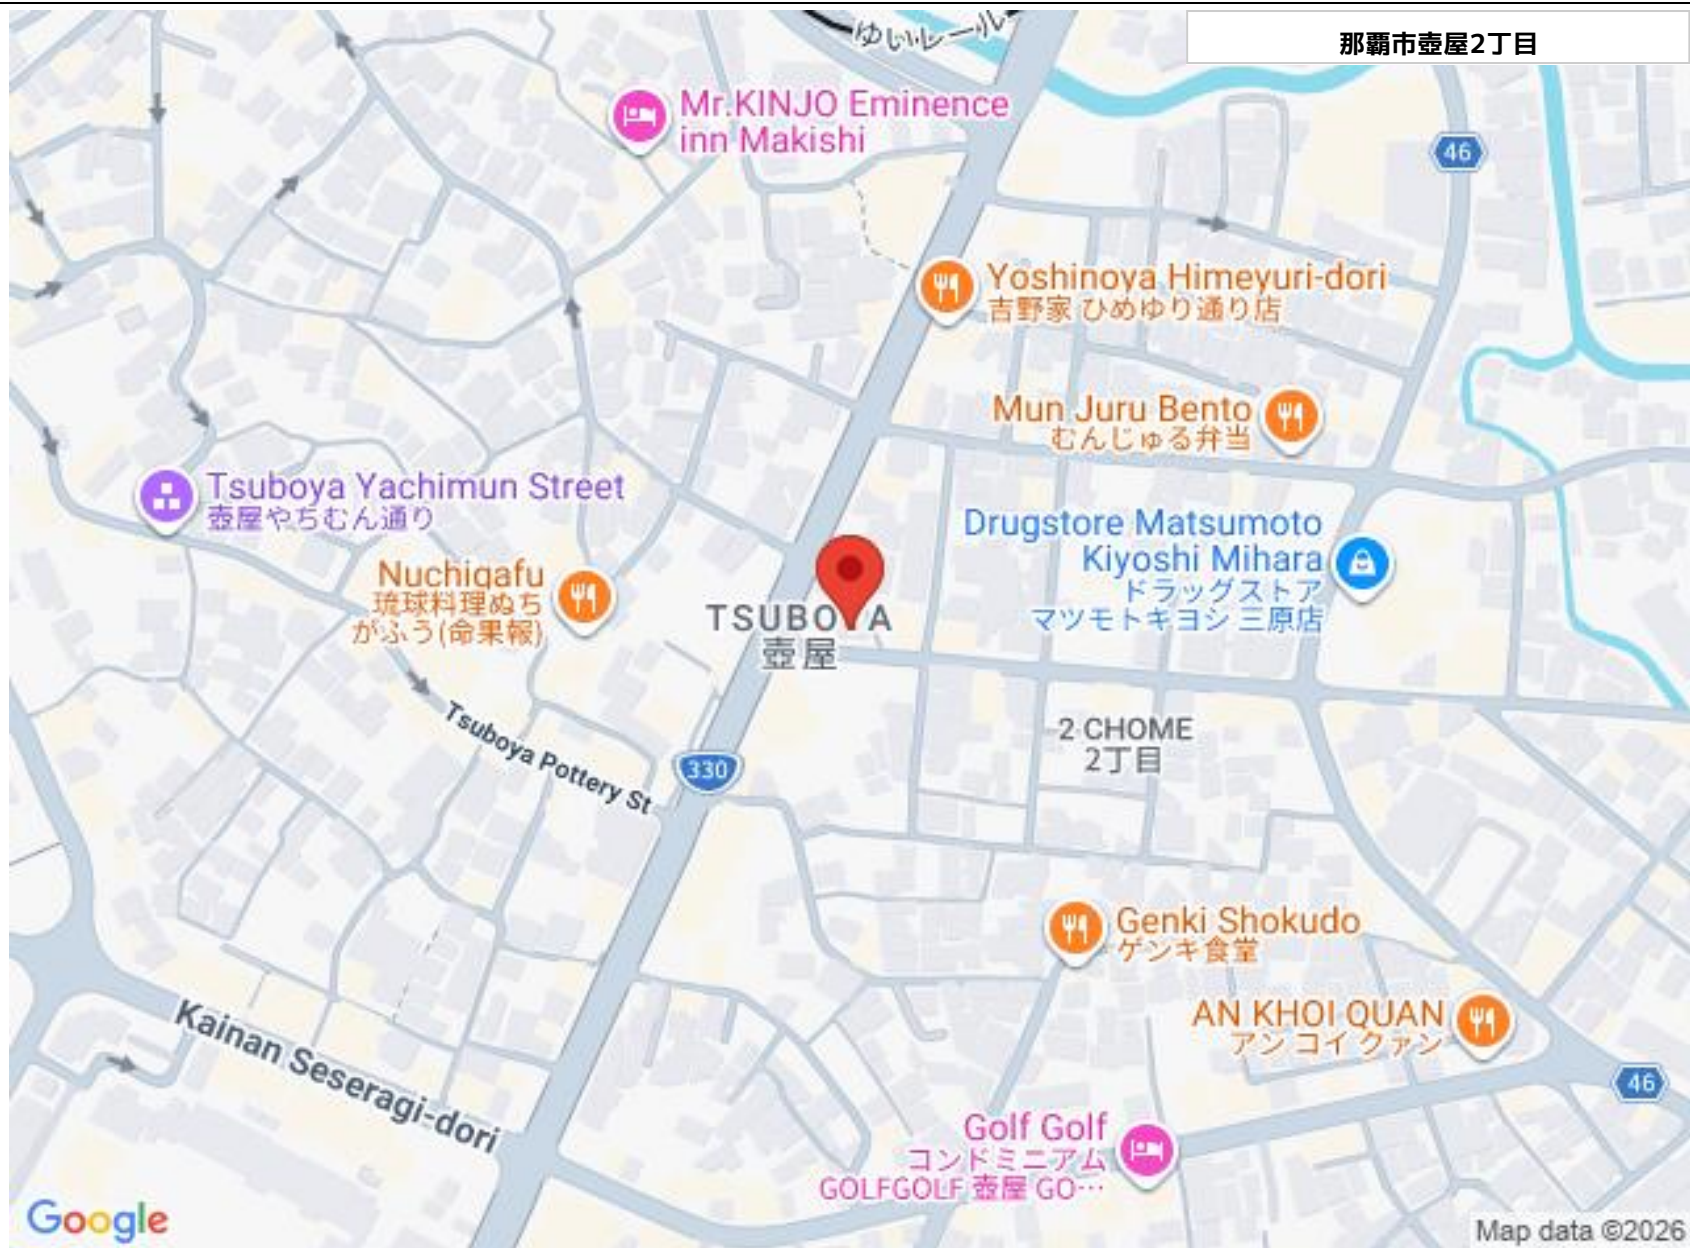 那覇市壺屋2丁目
ゆいレール
Mr.KINJO Eminence
inn Makishi
46
Yoshinoya Himeyuri-dori
吉野家 ひめゆり通り店
Mun Juru Bento
むんじゅる弁当
Tsuboya Yachimun Street
壺屋やちむん通り
Drugstore Matsumoto
Kiyoshi Mihara
ドラッグストア
マツモトキヨシ 三原店
Nuchigafu
琉球料理ぬち
がふう(命果報)
TSUBOYA
壺屋
2 CHOME
2丁目
Tsuboya Pottery St
330
Genki Shokudo
ゲンキ食堂
AN KHOI QUAN
アン コイ クァン
Kainan Seseragi-dori
46
Golf Golf
コンドミニアム
GOLFGOLF 壺屋 GO…
Google
Map data ©2026